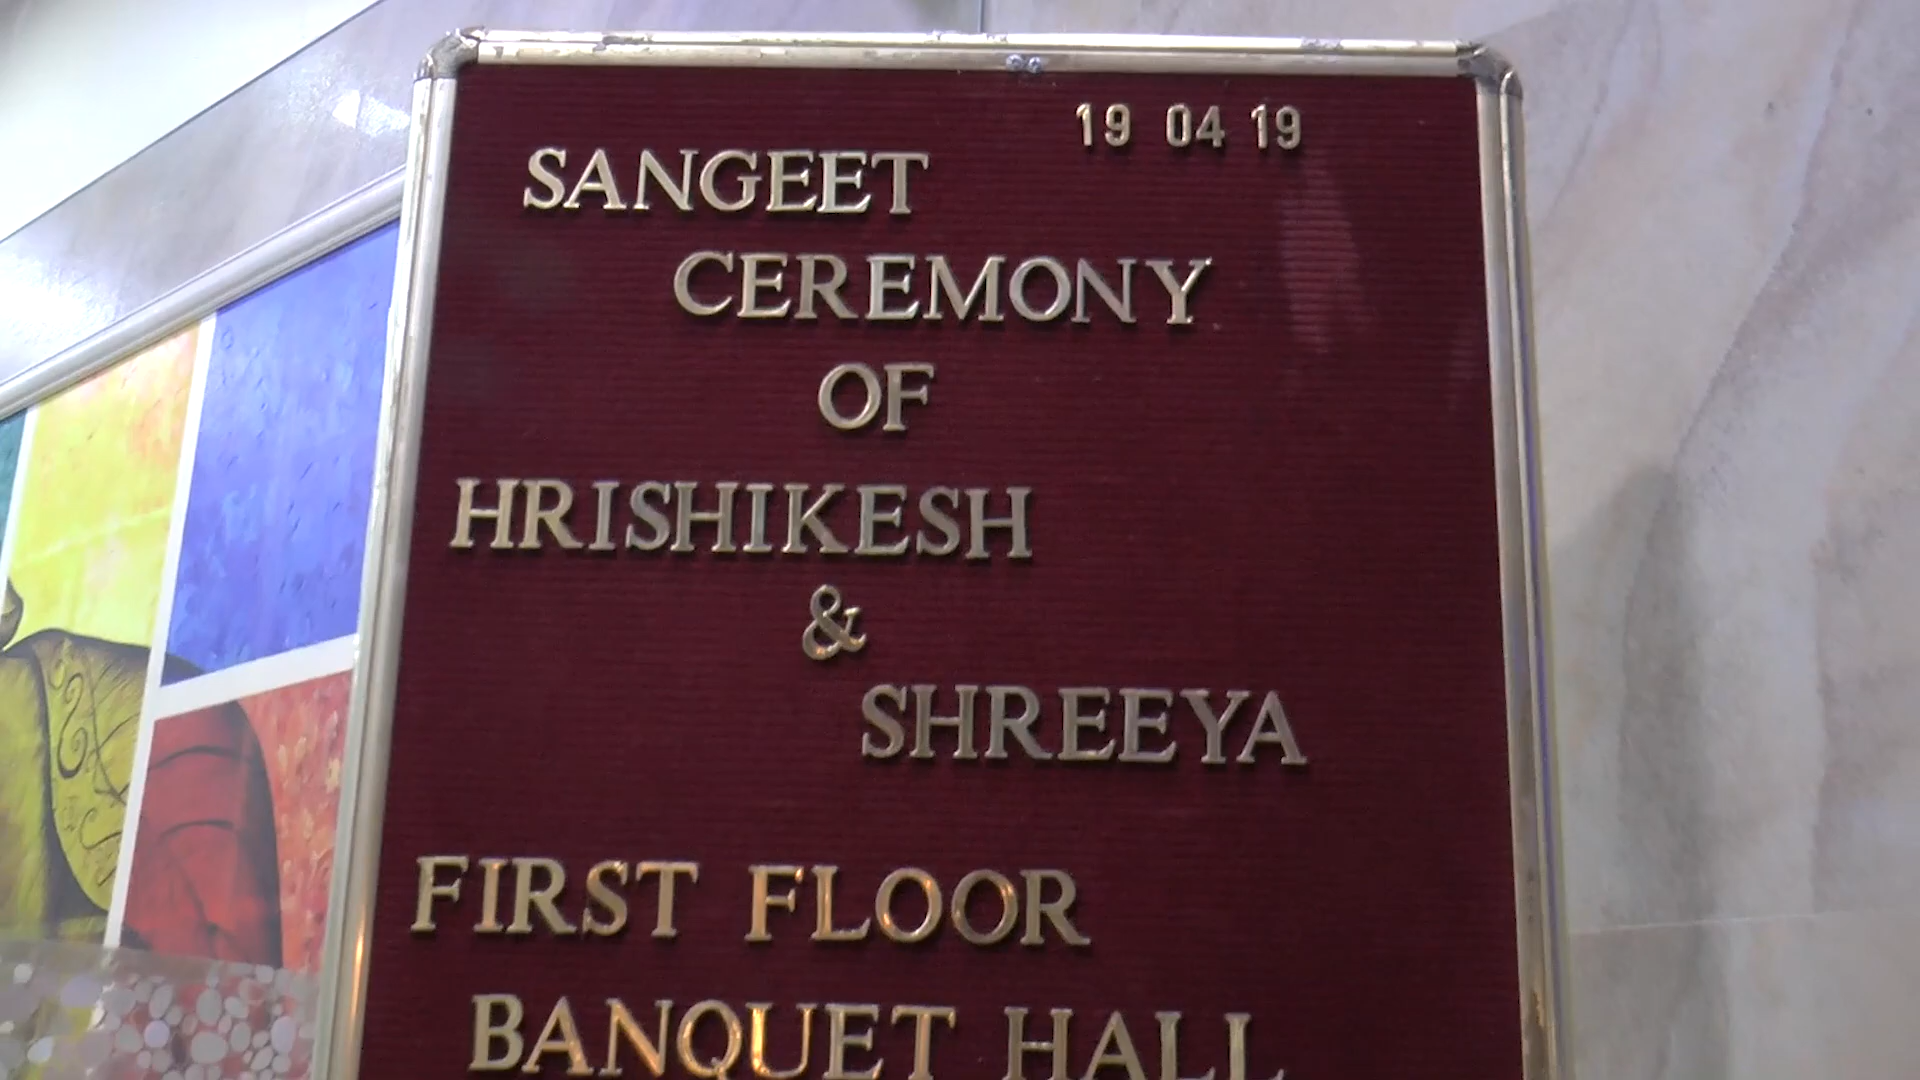 19 04 19
SANGEET
CEREMONY
OF
HRISHIKESH
&
SHREEYA
FIRST FLOOR
BANQUET HALL